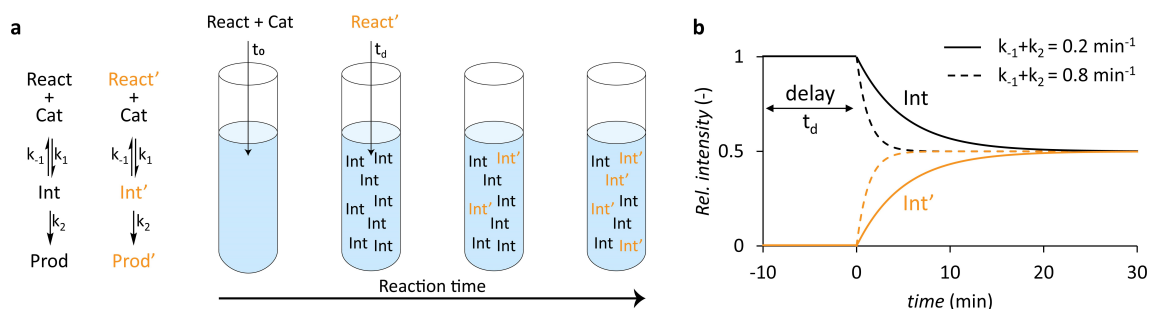 a
React + Cat
React'
t₀
t_d
React
+
Cat
k₋₁ k₁
Int
k₂
Prod
React'
+
Cat
k₋₁ k₁
Int'
k₂
Prod'
Int Int
Int
Int Int
Int
Int Int
Int Int'
Int
Int' Int
Int
Int Int
Int Int'
Int'
Int' Int
Int
Int Int'
Reaction time
b
k₋₁+k₂ = 0.2 min⁻¹
k₋₁+k₂ = 0.8 min⁻¹
Rel. intensity (-)
1
0.5
0
delay
t_d
Int
Int'
-10 0 10 20 30
time (min)